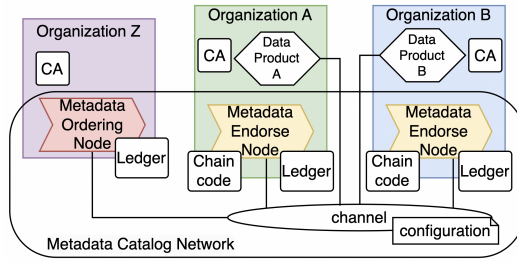 Organization Z
CA
Metadata
Ordering
Node
Ledger
Organization A
CA
Data
Product
A
Metadata
Endorse
Node
Chain
code
Ledger
Organization B
Data
Product
B
CA
Metadata
Endorse
Node
Chain
code
Ledger
channel
configuration
Metadata Catalog Network